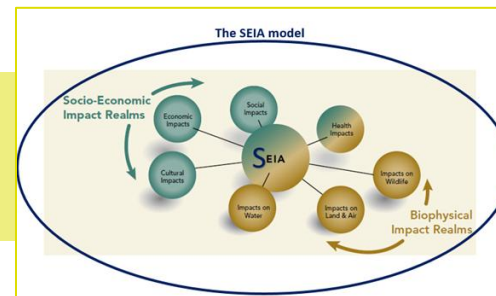 The SEIA model
Socio-Economic
Impact Realms
Economic
Impacts
Social
Impacts
Health
Impacts
Cultural
Impacts
SEIA
Impacts on
Wildlife
Impacts on
Water
Impacts on
Land & Air
Biophysical
Impact Realms